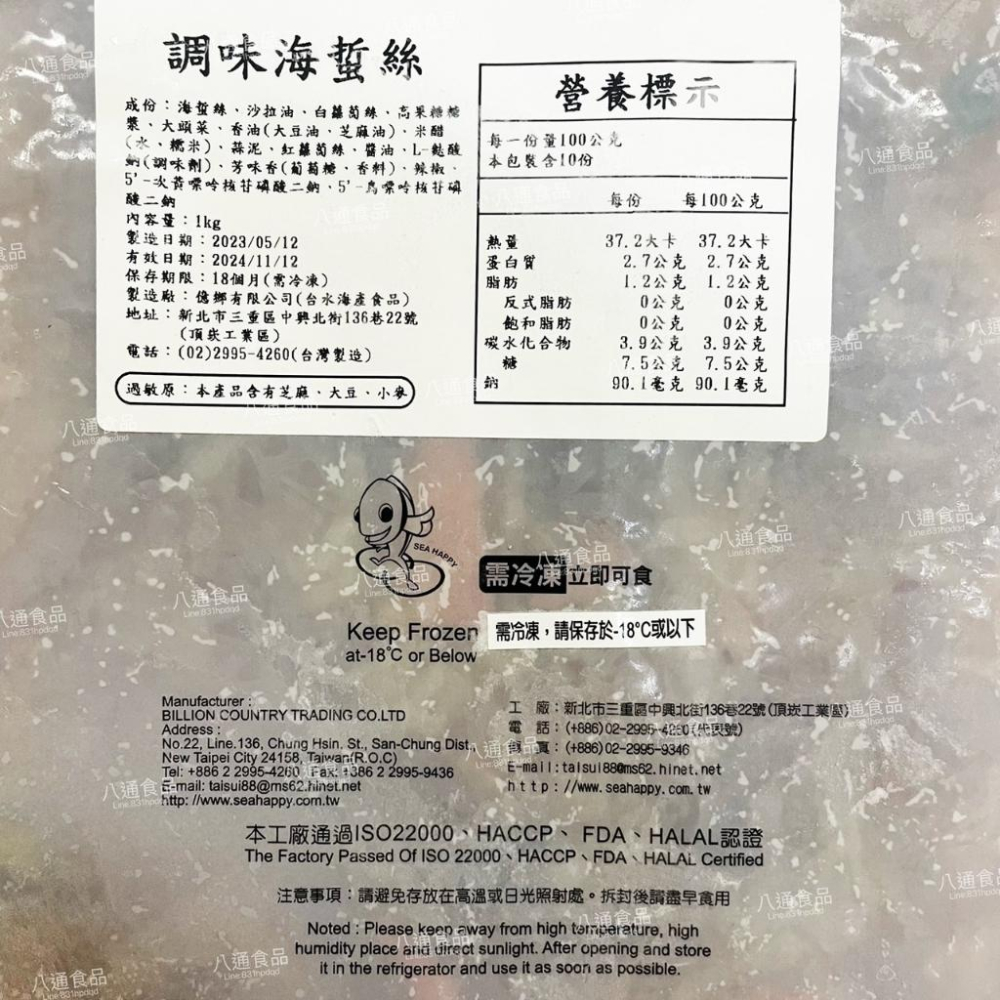 調味海蜇絲
成份：海蜇絲、沙拉油、白蘿蔔絲、高果糖糖
漿、大頭菜、香油(大豆油、芝麻油)、米醋
(水、糯米)、蒜泥、紅蘿蔔絲、醬油、L-麩酸
鈉(調味劑)、芳味香(葡萄糖、香料)、辣椒、
5'-次黃嘌呤核苷磷酸二鈉、5'-鳥嘌呤核苷磷
酸二鈉
內容量：1kg
製造日期：2023/05/12
有效日期：2024/11/12
保存期限：18個月(需冷凍)
製造廠：億鄉有限公司(台水海產食品)
地址：新北市三重區中興北街136巷22號
(頂崁工業區)
電話：(02)2995-4260(台灣製造)
過敏原：本產品含有芝麻、大豆、小麥
營養標示
每一份量100公克
本包裝含10份
每份 每100公克
熱量 37.2大卡 37.2大卡
蛋白質 2.7公克 2.7公克
脂肪 1.2公克 1.2公克
反式脂肪 0公克 0公克
飽和脂肪 0公克 0公克
碳水化合物 3.9公克 3.9公克
糖 7.5公克 7.5公克
鈉 90.1毫克 90.1毫克
SEA HAPPY
需冷凍立即可食
Keep Frozen
at-18°C or Below
需冷凍，請保存於-18°C或以下
Manufacturer :
BILLION COUNTRY TRADING CO.LTD
Address :
No.22, Line.136, Chung Hsin. St., San-Chung Dist.,
New Taipei City 24158, Taiwan(R.O.C)
Tel: +886 2 2995-4260 Fax: +386 2 2995-9436
E-mail: taisui88@ms62.hinet.net
http: //www.seahappy.com.tw
工 廠：新北市三重區中興北街136巷22號(頂崁工業區)
電 話：(+886)02-2995-4260(代表號)
傳 真：(+886)02-2995-9346
E-mail:taisui88@ms62.hinet.net
http://www.seahappy.com.tw
本工廠通過ISO22000、HACCP、FDA、HALAL認證
The Factory Passed Of ISO 22000、HACCP、FDA、HALAL Certified
注意事項：請避免存放在高溫或日光照射處。拆封後請盡早食用
Noted : Please keep away from high temperature, high
humidity place and direct sunlight. After opening and store
it in the refrigerator and use it as soon as possible.
八通食品
Line:831hpdqd